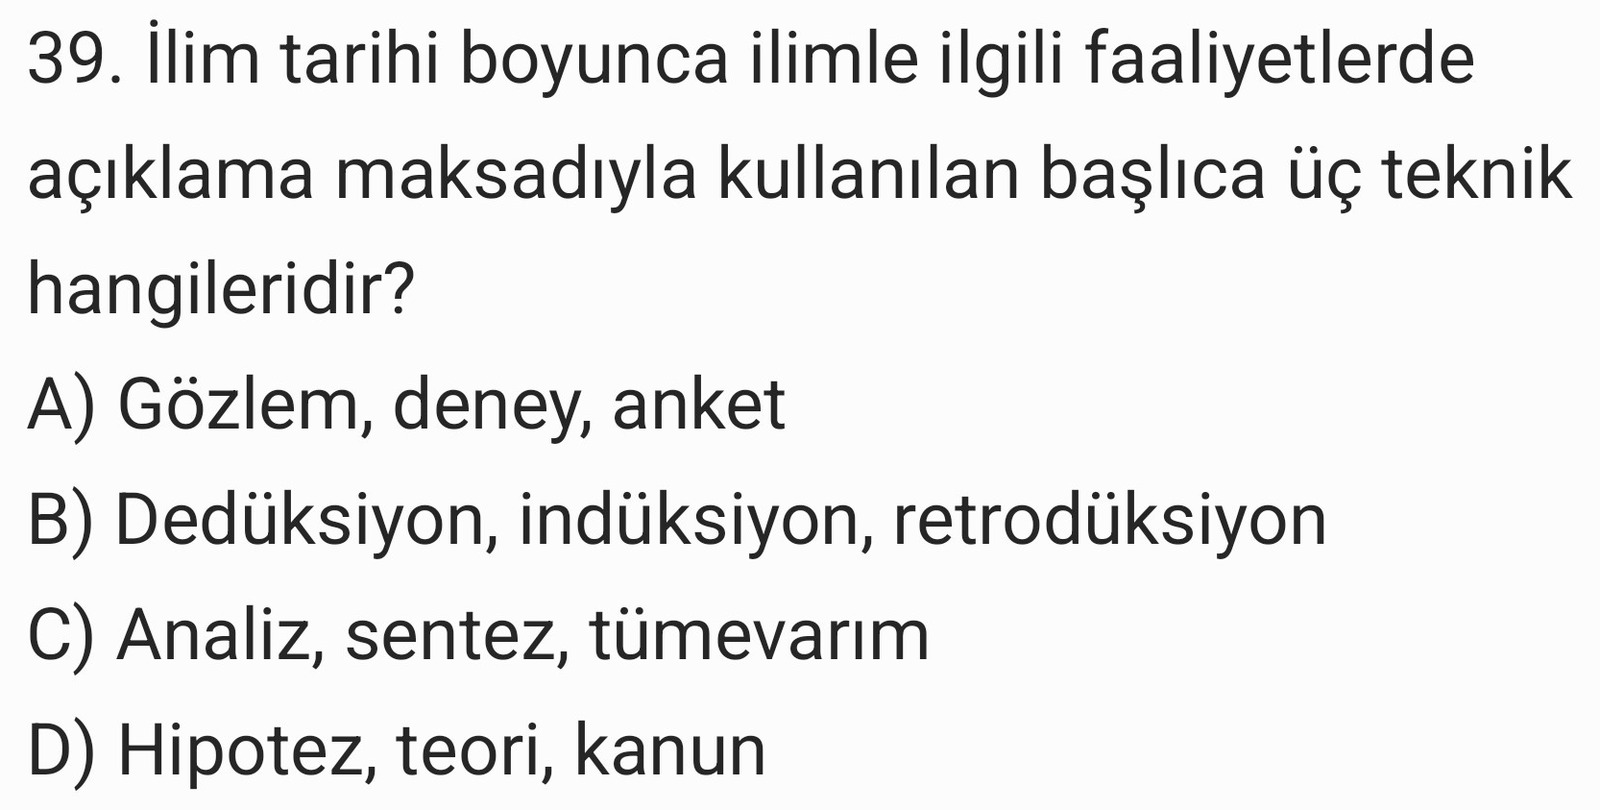 39. İlim tarihi boyunca ilimle ilgili faaliyetlerde
açıklama maksadıyla kullanılan başlıca üç teknik
hangileridir?
A) Gözlem, deney, anket
B) Dedüksiyon, indüksiyon, retrodüksiyon
C) Analiz, sentez, tümevarım
D) Hipotez, teori, kanun